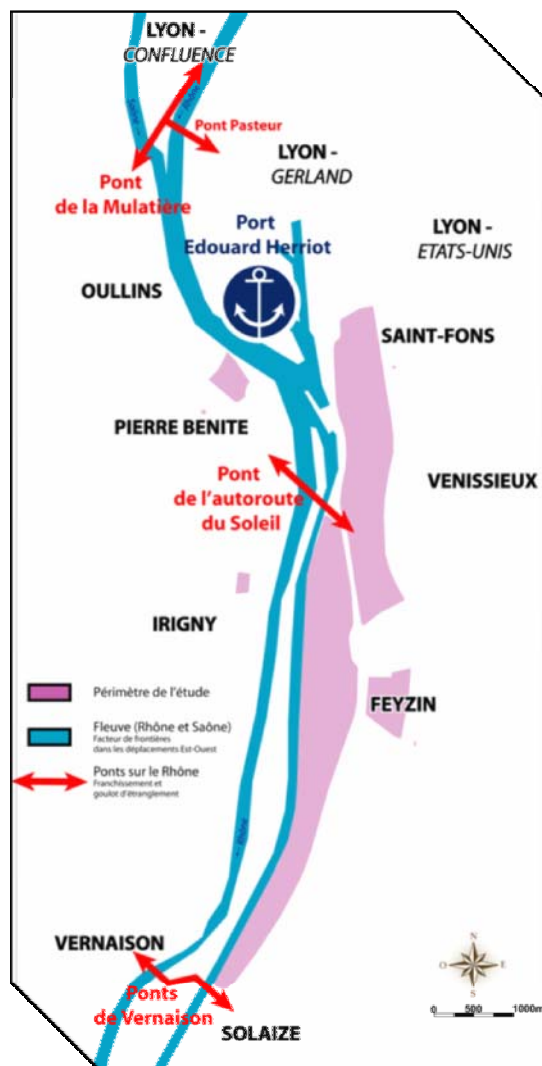 LYON -
CONFLUENCE
Saône →
← Rhône
Pont Pasteur
LYON -
GERLAND
Pont
de la Mulatière
Port
Edouard Herriot
LYON -
ETATS-UNIS
OULLINS
SAINT-FONS
PIERRE BENITE
Pont
de l'autoroute
du Soleil
VENISSIEUX
IRIGNY
Périmètre de l'étude
FEYZIN
Fleuve (Rhône et Saône)
Facteur de frontières
dans les déplacements Est-Ouest
Ponts sur le Rhône
Franchissement et
goulot d'étranglement
← Rhône
VERNAISON
N
O
E
S
Ponts
de Vernaison
0 500 1000m
SOLAIZE